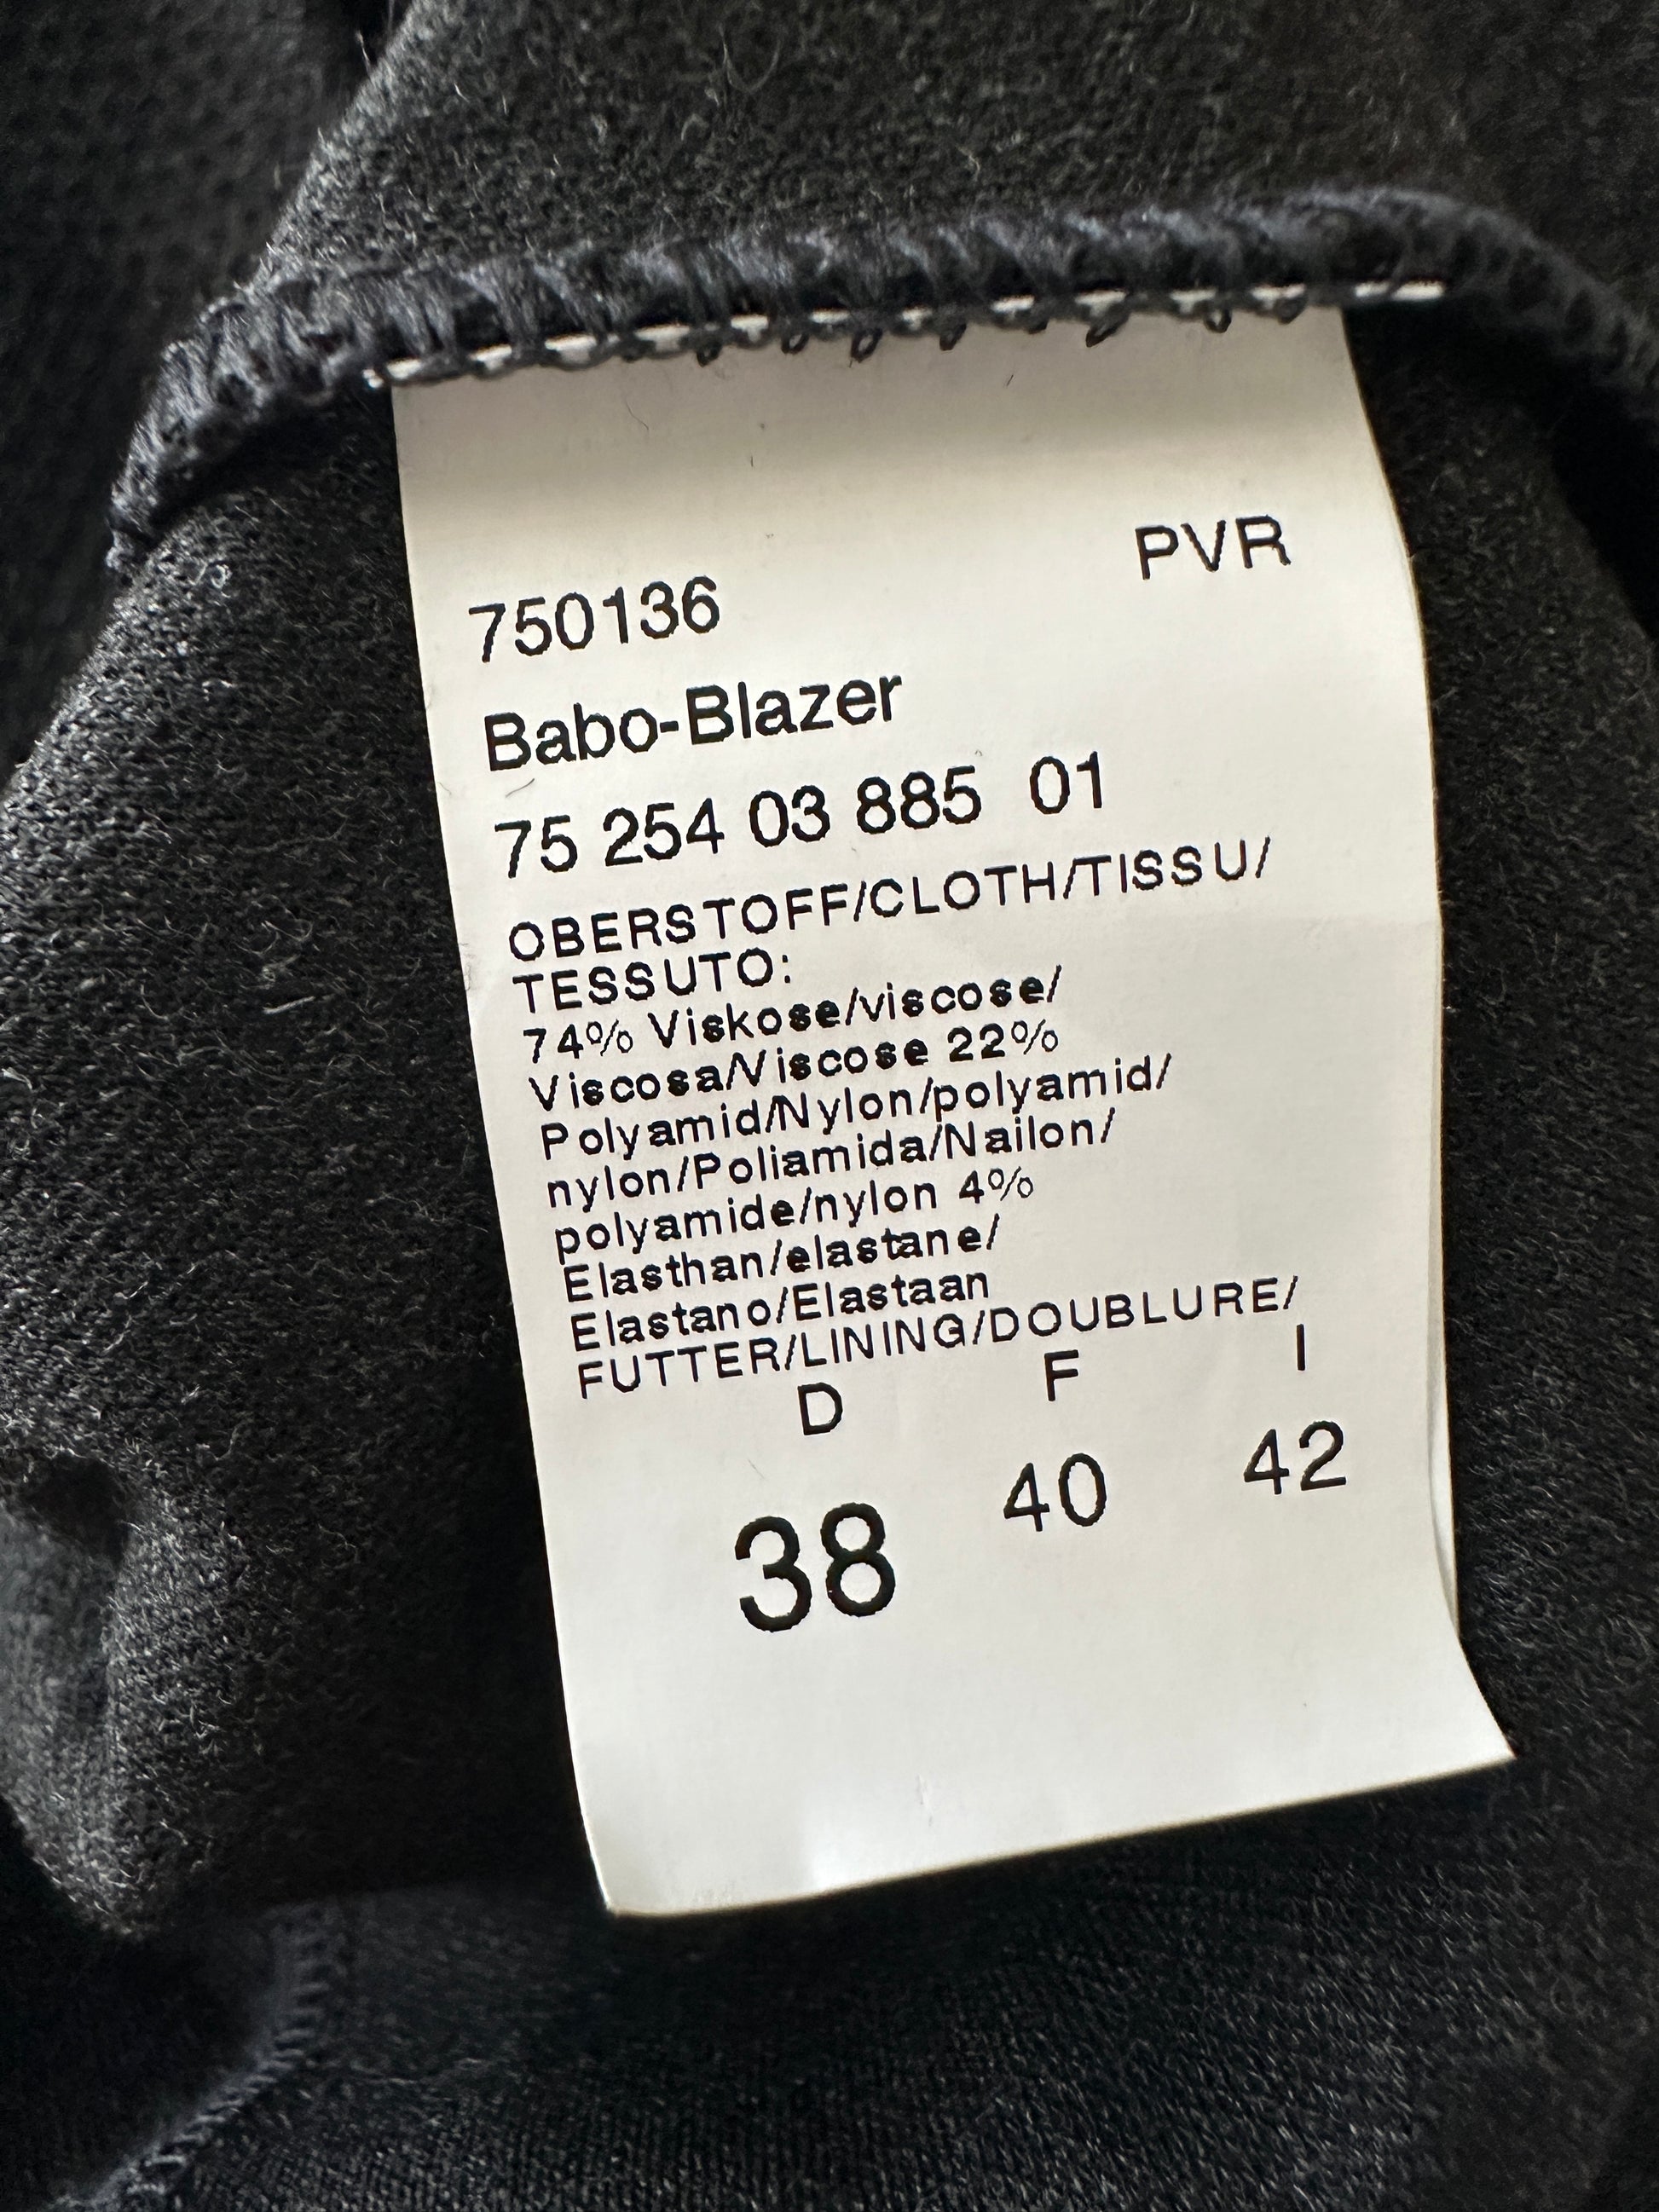 PVR
750136
Babo-Blazer
75 254 03 885 01
OBERSTOFF/CLOTH/TISSU/
TESSUTO:
74% Viskose/viscose/
Viscosa/Viscose 22%
Polyamid/Nylon/polyamid/
nylon/Poliamida/Nailon/
polyamide/nylon 4%
Elasthan/elastane/
Elastano/Elastaan
FUTTER/LINING/DOUBLURE/
D F I
38 40 42